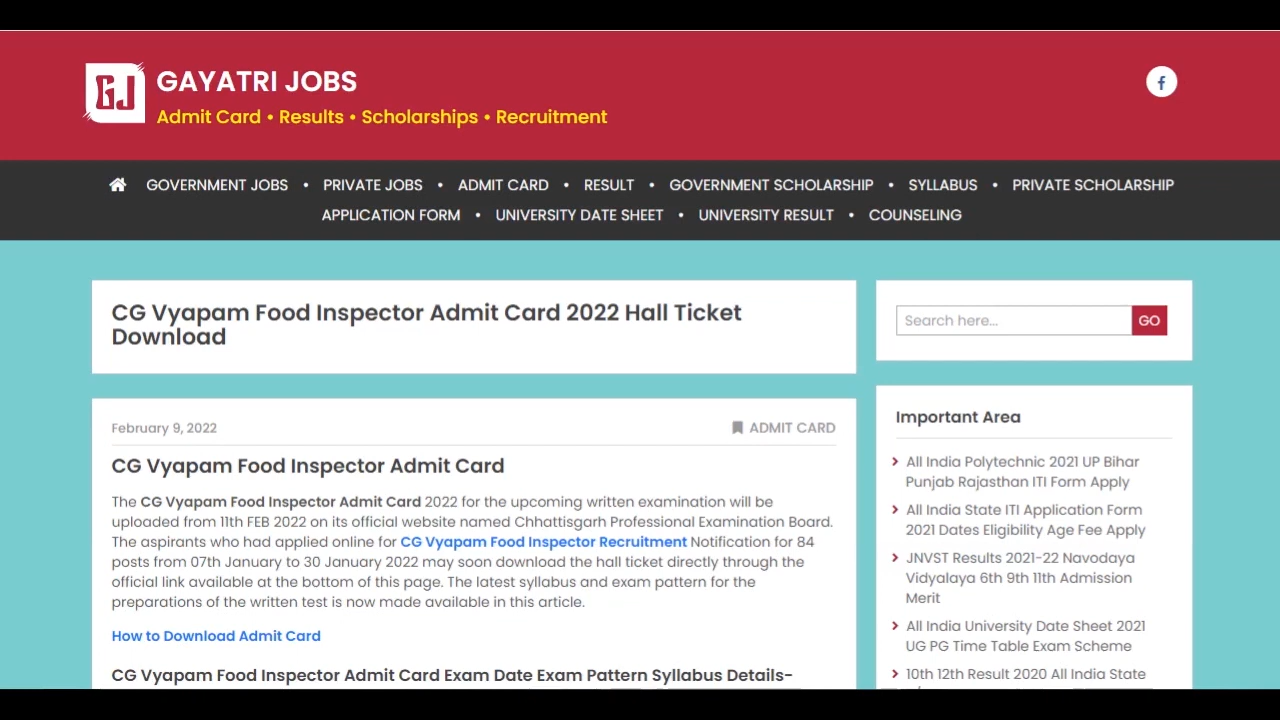 GJ
GAYATRI JOBS
Admit Card • Results • Scholarships • Recruitment
f
GOVERNMENT JOBS • PRIVATE JOBS • ADMIT CARD • RESULT • GOVERNMENT SCHOLARSHIP • SYLLABUS • PRIVATE SCHOLARSHIP
APPLICATION FORM • UNIVERSITY DATE SHEET • UNIVERSITY RESULT • COUNSELING
CG Vyapam Food Inspector Admit Card 2022 Hall Ticket
Download
February 9, 2022
ADMIT CARD
CG Vyapam Food Inspector Admit Card
The CG Vyapam Food Inspector Admit Card 2022 for the upcoming written examination will be
uploaded from 11th FEB 2022 on its official website named Chhattisgarh Professional Examination Board.
The aspirants who had applied online for CG Vyapam Food Inspector Recruitment Notification for 84
posts from 07th January to 30 January 2022 may soon download the hall ticket directly through the
official link available at the bottom of this page. The latest syllabus and exam pattern for the
preparations of the written test is now made available in this article.
How to Download Admit Card
CG Vyapam Food Inspector Admit Card Exam Date Exam Pattern Syllabus Details-
Search here...
GO
Important Area
All India Polytechnic 2021 UP Bihar
Punjab Rajasthan ITI Form Apply
All India State ITI Application Form
2021 Dates Eligibility Age Fee Apply
JNVST Results 2021-22 Navodaya
Vidyalaya 6th 9th 11th Admission
Merit
All India University Date Sheet 2021
UG PG Time Table Exam Scheme
10th 12th Result 2020 All India State